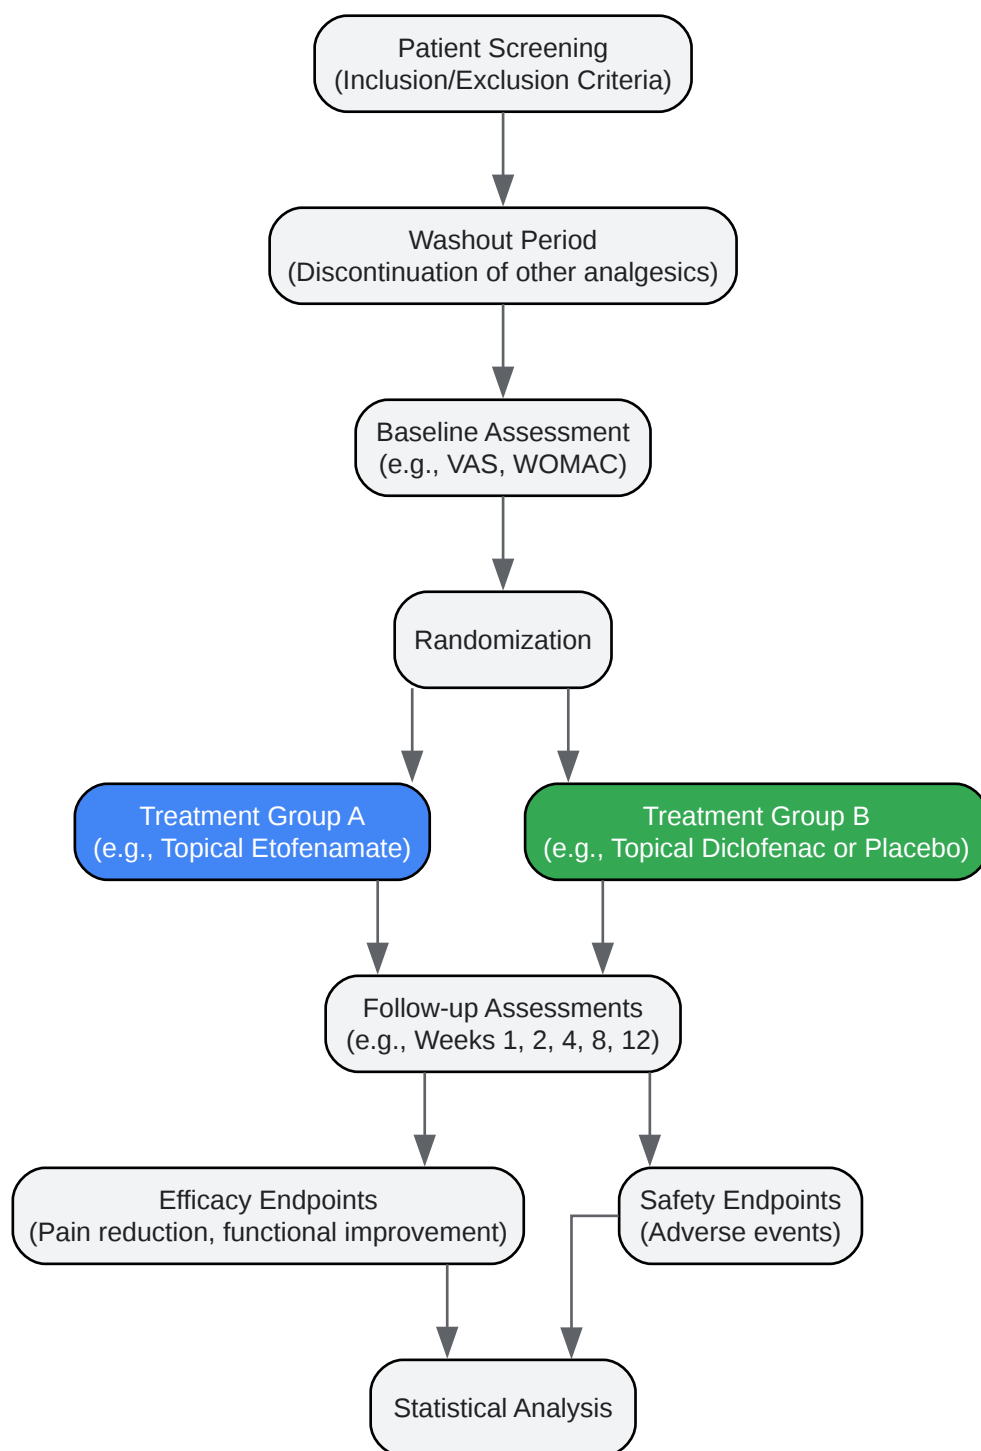 Patient Screening
(Inclusion/Exclusion Criteria)
Washout Period
(Discontinuation of other analgesics)
Baseline Assessment
(e.g., VAS, WOMAC)
Randomization
Treatment Group A
(e.g., Topical Etofenamate)
Treatment Group B
(e.g., Topical Diclofenac or Placebo)
Follow-up Assessments
(e.g., Weeks 1, 2, 4, 8, 12)
Efficacy Endpoints
(Pain reduction, functional improvement)
Safety Endpoints
(Adverse events)
Statistical Analysis